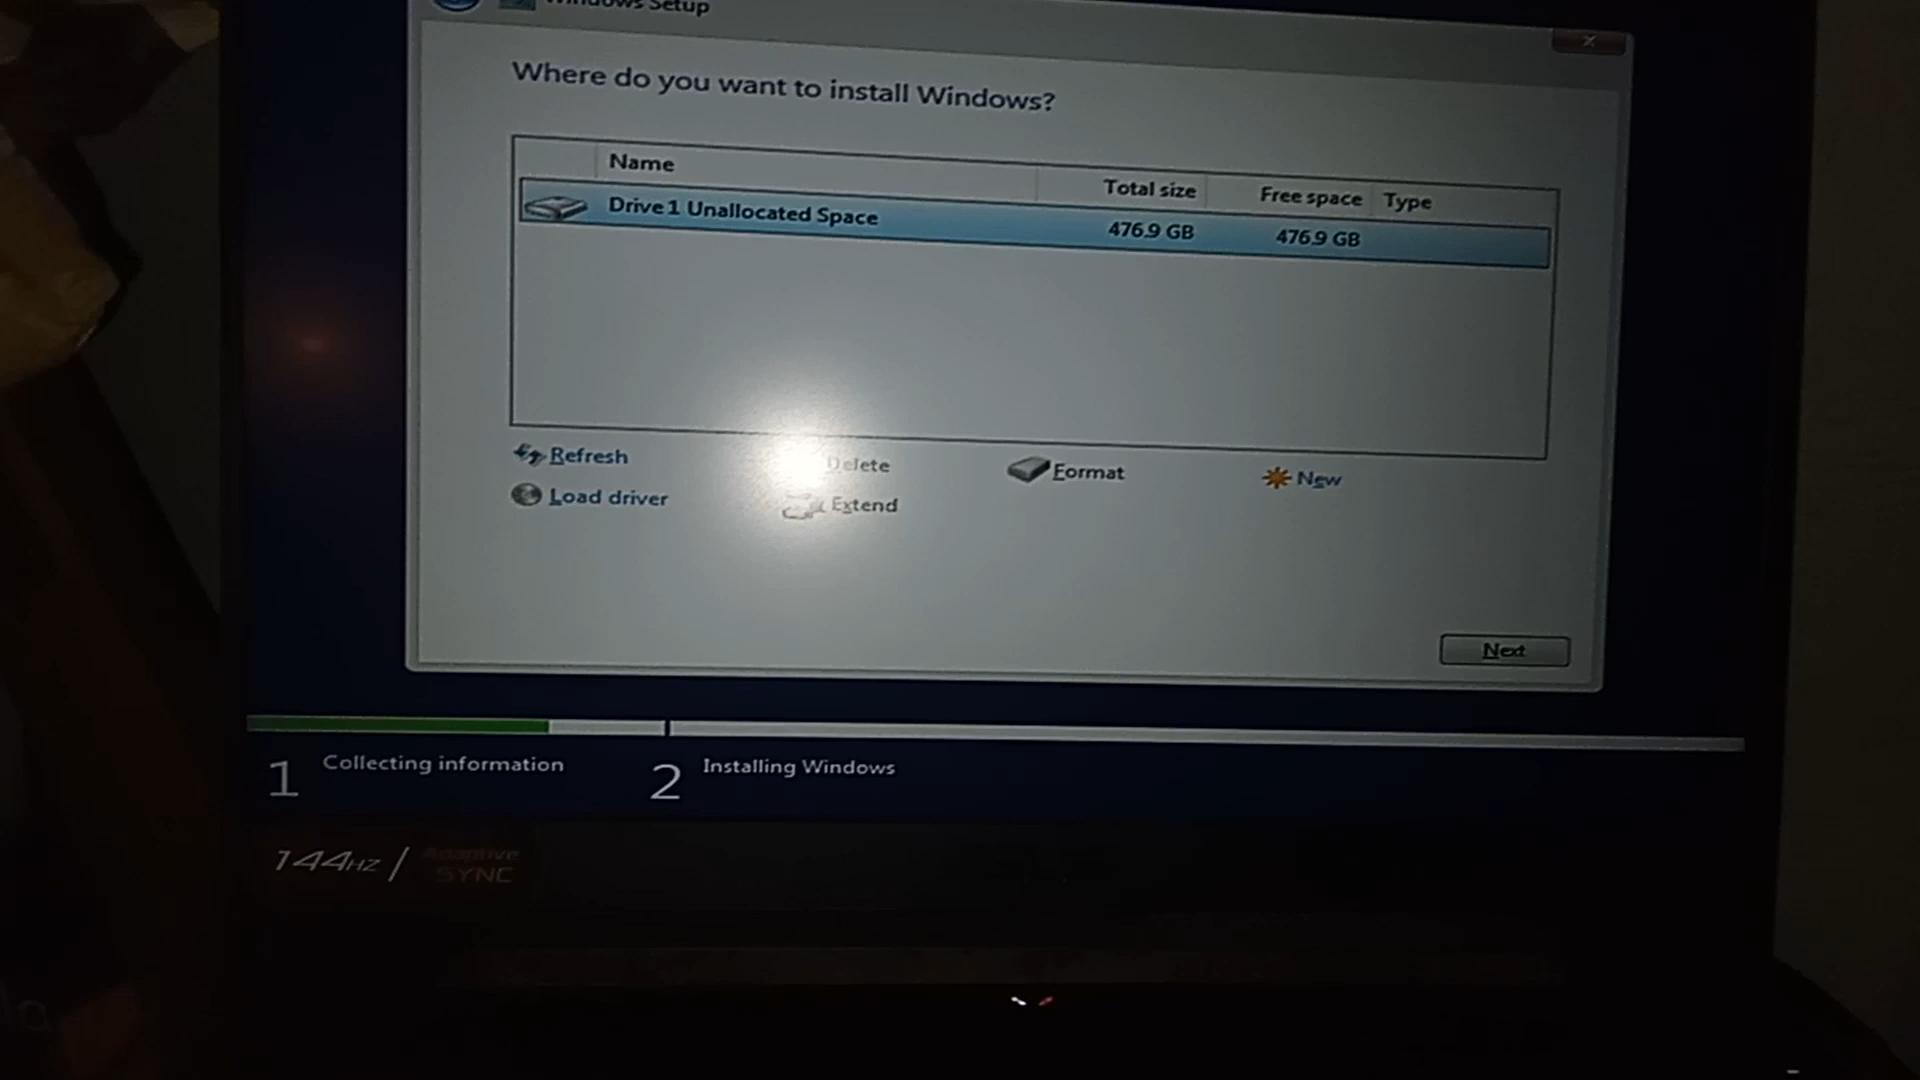 Windows Setup
Where do you want to install Windows?
Name Total size Free space Type
Drive 1 Unallocated Space 476.9 GB 476.9 GB
Refresh Delete Format New
Load driver Extend
Next
1 Collecting information 2 Installing Windows
144HZ / Adaptive
SYNC